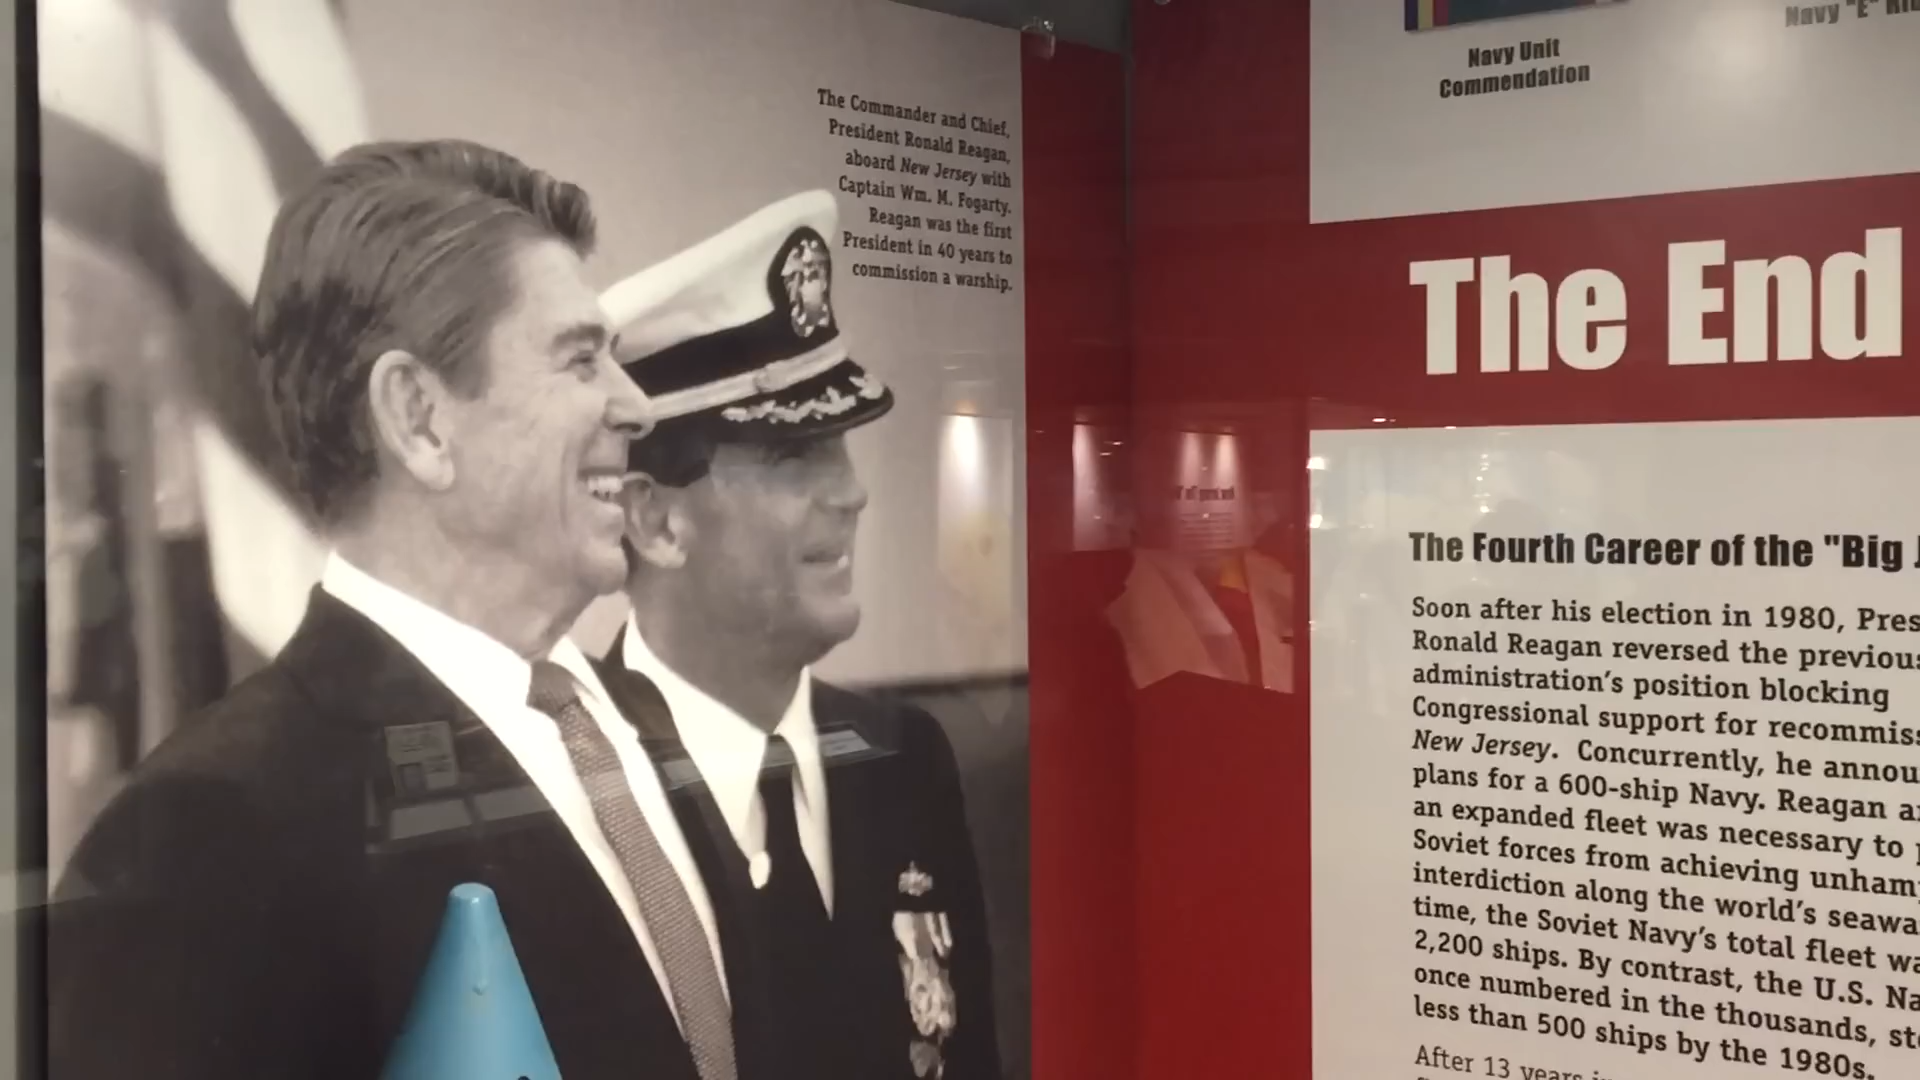 The Commander and Chief,
President Ronald Reagan,
aboard New Jersey with
Captain Wm. M. Fogarty.
Reagan was the first
President in 40 years to
commission a warship.
Navy Unit
Commendation
Navy "E"
The End
The Fourth Career of the "Big
Soon after his election in 1980, Pres
Ronald Reagan reversed the previous
administration's position blocking
Congressional support for recommiss
New Jersey. Concurrently, he annou
plans for a 600-ship Navy. Reagan a
an expanded fleet was necessary to
Soviet forces from achieving unham
interdiction along the world's seawa
time, the Soviet Navy's total fleet wa
2,200 ships. By contrast, the U.S. Na
once numbered in the thousands, st
less than 500 ships by the 1980s.
After 13 years